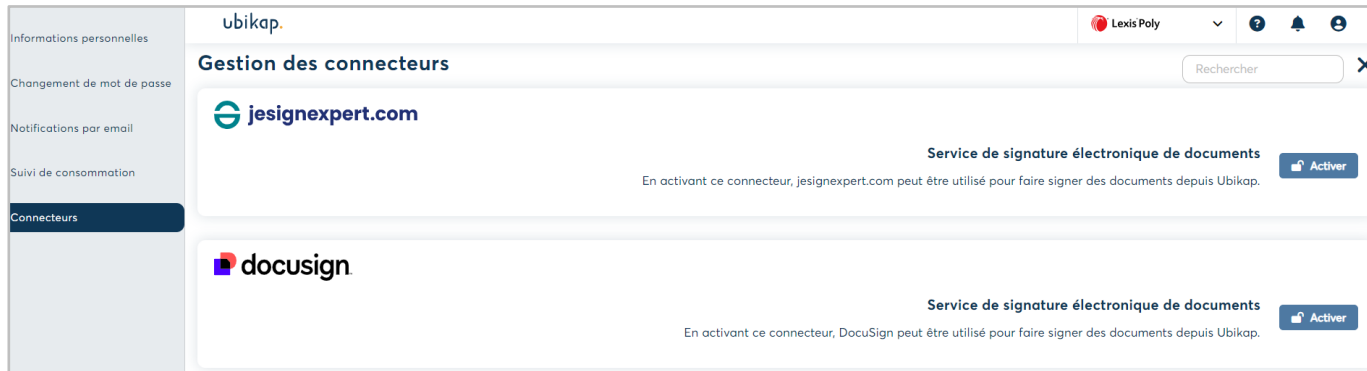 ubikap.
Lexis Poly
Informations personnelles
Changement de mot de passe
Notifications par email
Suivi de consommation
Connecteurs
Gestion des connecteurs
Rechercher
jesignexpert.com
Service de signature électronique de documents
En activant ce connecteur, jesignexpert.com peut être utilisé pour faire signer des documents depuis Ubikap.
Activer
docusign
Service de signature électronique de documents
En activant ce connecteur, DocuSign peut être utilisé pour faire signer des documents depuis Ubikap.
Activer